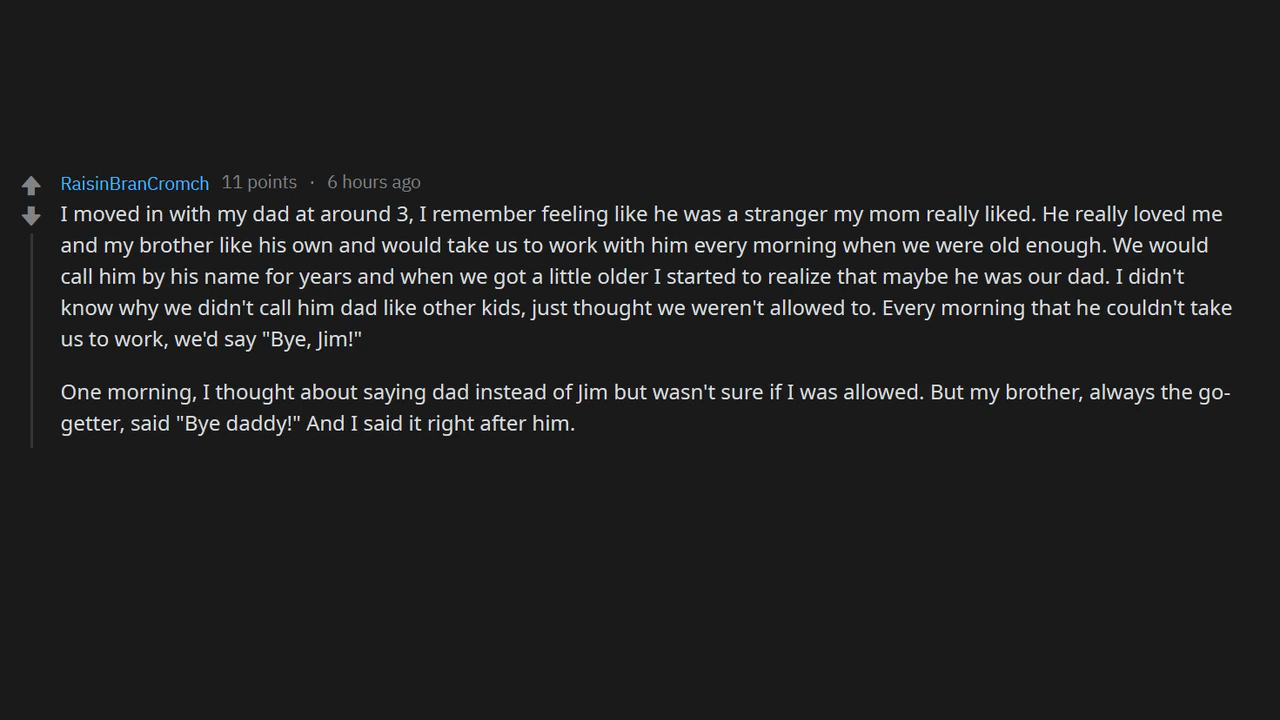 RaisinBranCromch 11 points · 6 hours ago
I moved in with my dad at around 3, I remember feeling like he was a stranger my mom really liked. He really loved me
and my brother like his own and would take us to work with him every morning when we were old enough. We would
call him by his name for years and when we got a little older I started to realize that maybe he was our dad. I didn't
know why we didn't call him dad like other kids, just thought we weren't allowed to. Every morning that he couldn't take
us to work, we'd say "Bye, Jim!"
One morning, I thought about saying dad instead of Jim but wasn't sure if I was allowed. But my brother, always the go-
getter, said "Bye daddy!" And I said it right after him.